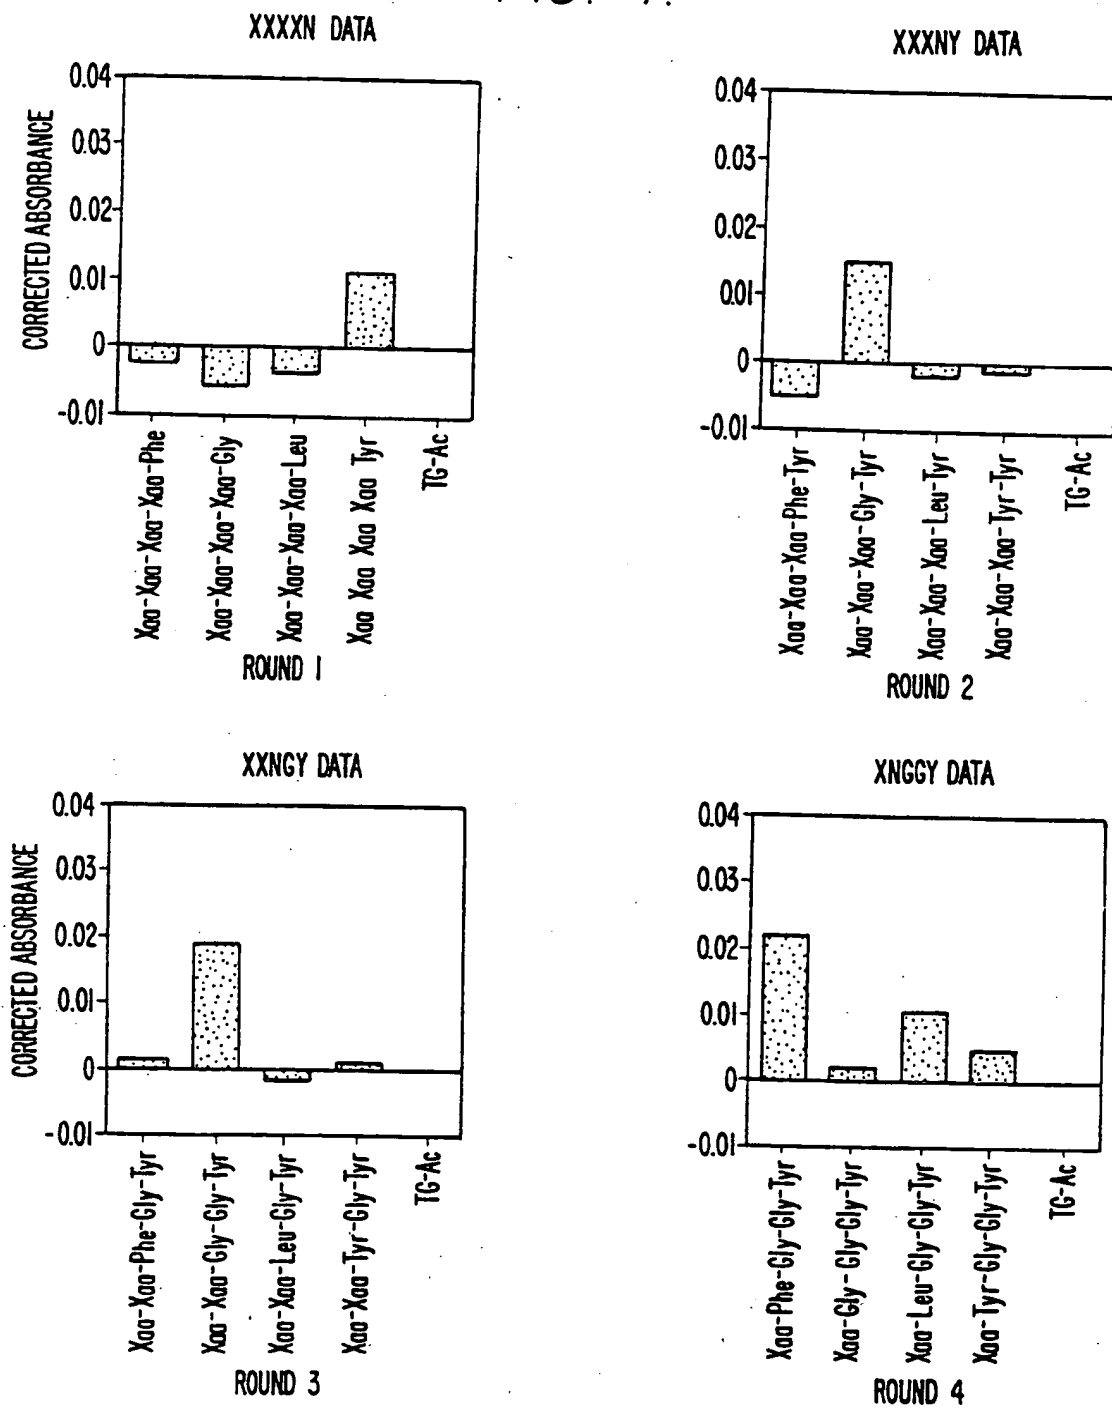 XXXXN DATA
CORRECTED ABSORBANCE
0.04
0.03
0.02
0.01
0
-0.01
Xaa-Xaa-Xaa-Xaa-Phe
Xaa-Xaa-Xaa-Xaa-Gly
Xaa-Xaa-Xaa-Xaa-Leu
Xaa Xaa Xaa Xaa Tyr
TG-Ac
ROUND 1
XXXNY DATA
0.04
0.03
0.02
0.01
0
-0.01
Xaa-Xaa-Xaa-Phe-Tyr
Xaa-Xaa-Xaa-Gly-Tyr
Xaa-Xaa-Xaa-Leu-Tyr
Xaa-Xaa-Xaa-Tyr-Tyr
TG-Ac
ROUND 2
XXNGY DATA
CORRECTED ABSORBANCE
0.04
0.03
0.02
0.01
0
-0.01
Xaa-Xaa-Phe-Gly-Tyr
Xaa-Xaa-Gly-Gly-Tyr
Xaa-Xaa-Leu-Gly-Tyr
Xaa-Xaa-Tyr-Gly-Tyr
TG-Ac
ROUND 3
XNGGY DATA
0.04
0.03
0.02
0.01
0
-0.01
Xaa-Phe-Gly-Gly-Tyr
Xaa-Gly-Gly-Gly-Tyr
Xaa-Leu-Gly-Gly-Tyr
Xaa-Tyr-Gly-Gly-Tyr
TG-Ac
ROUND 4